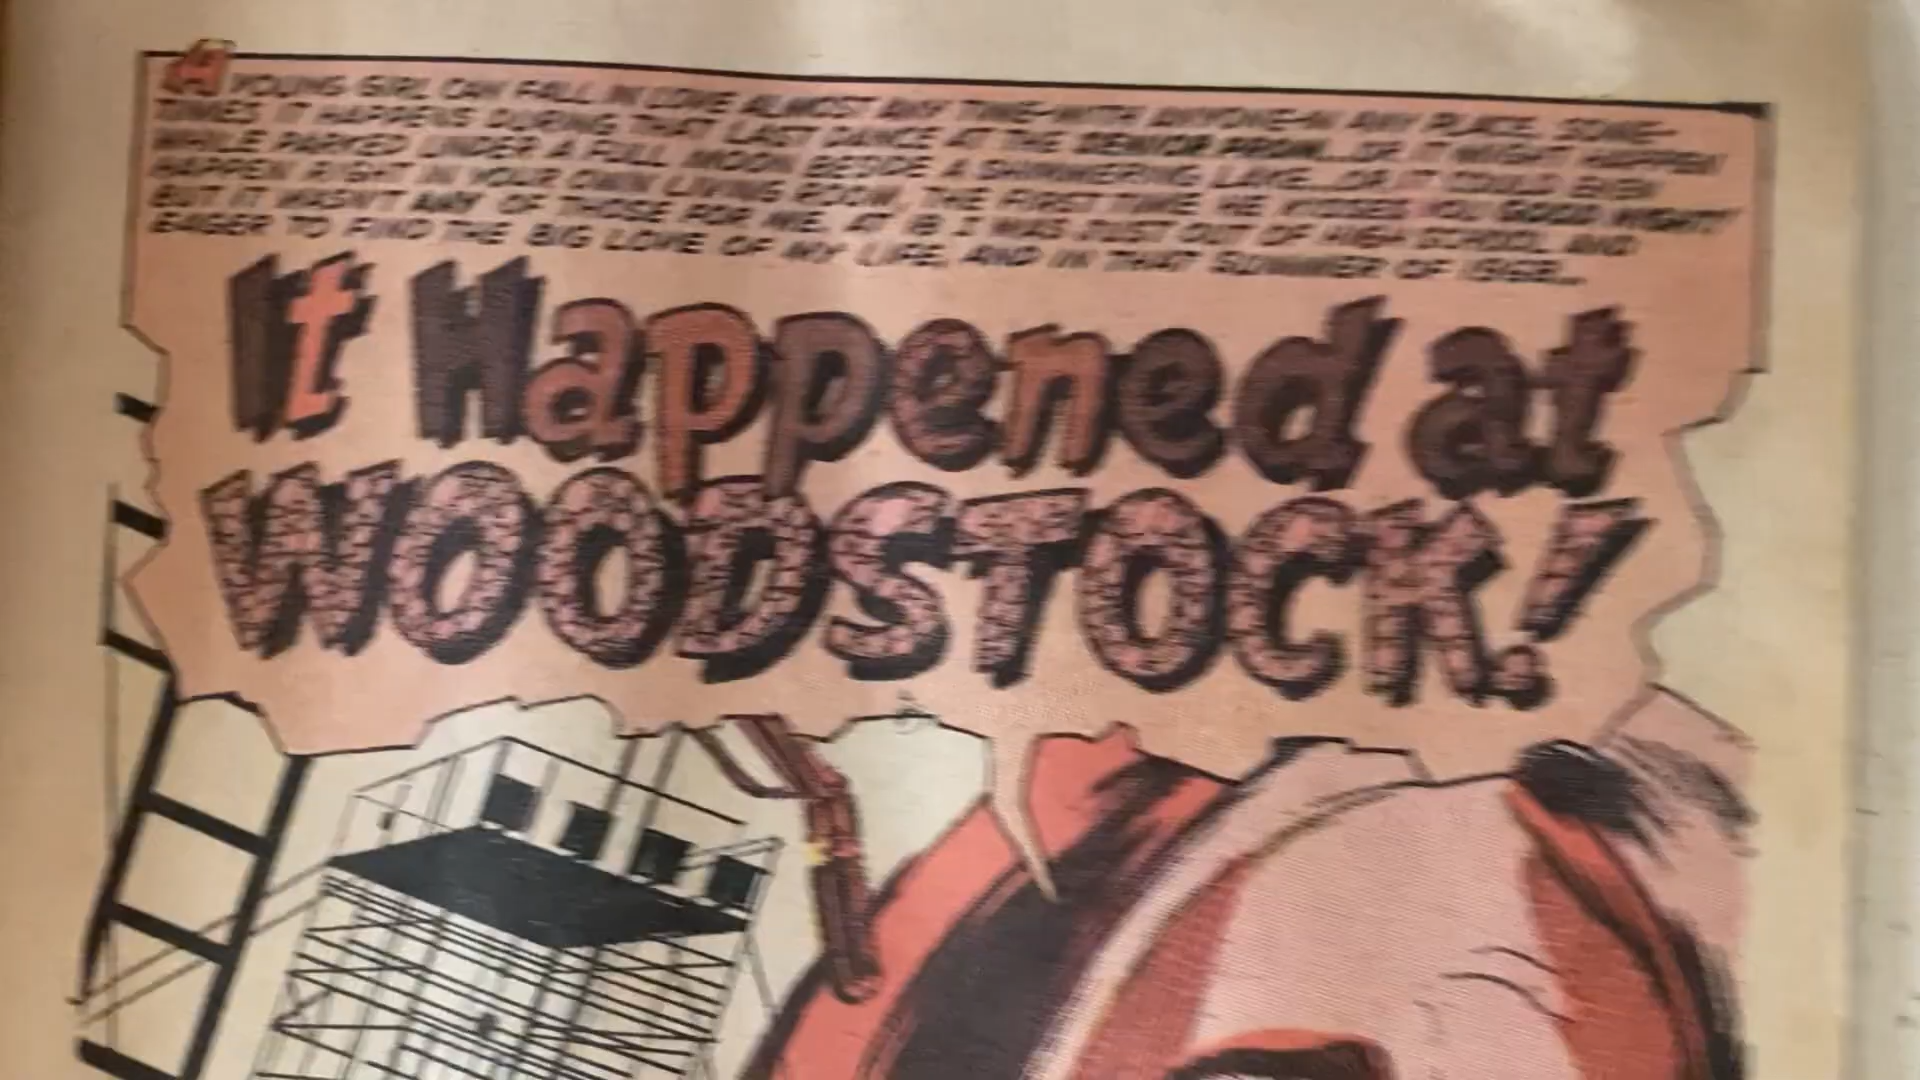 A YOUNG GIRL CAN FALL IN LOVE ALMOST ANY TIME--WITH ANYONE--IN ANY PLACE. SOME-
TIMES IT HAPPENS DURING THAT LAST DANCE AT THE SENIOR PROM...OR IT MIGHT HAPPEN
WHILE PARKED UNDER A FULL MOON BESIDE A SHIMMERING LAKE...OR IT COULD EVEN
HAPPEN RIGHT IN YOUR OWN LIVING ROOM, THE FIRST TIME HE KISSES YOU GOOD NIGHT!
BUT IT WASN'T ANY OF THOSE FOR ME. AT 18 I WAS JUST OUT OF HIGH SCHOOL AND
EAGER TO FIND THE BIG LOVE OF MY LIFE. AND IN THAT SUMMER OF 1969...
It Happened at
WOODSTOCK!